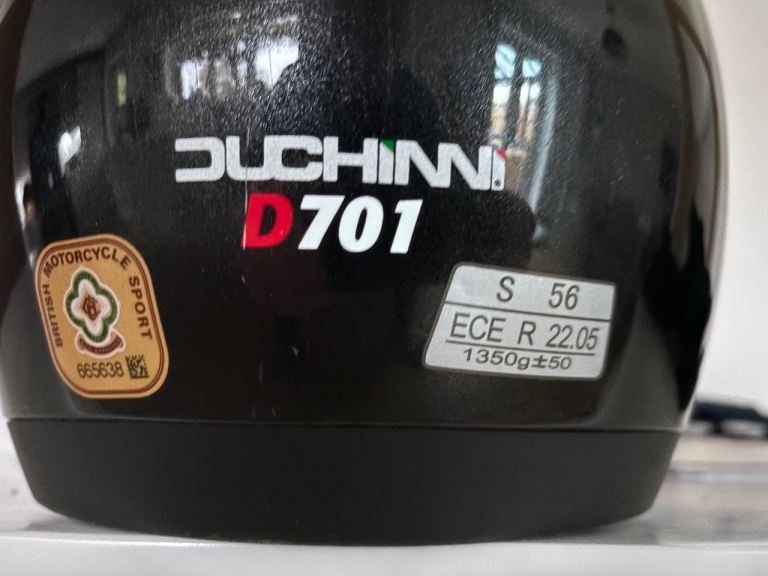 DUCHINNI
D701
BRITISH MOTORCYCLE SPORT
665638
S 56
ECE R 22.05
1350g±50